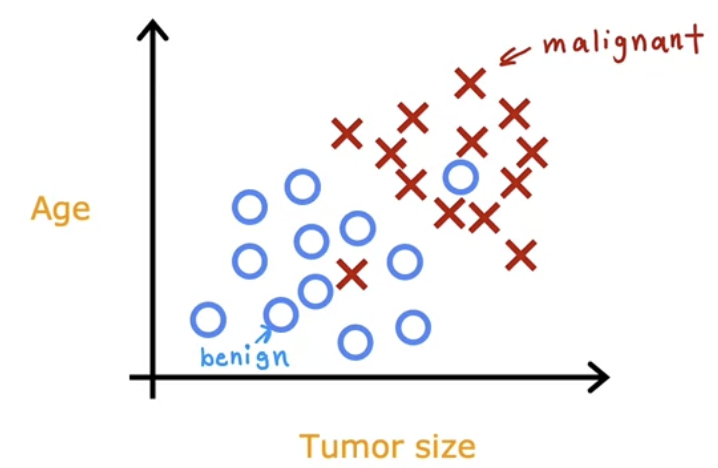 malignant
Age
benign
Tumor size